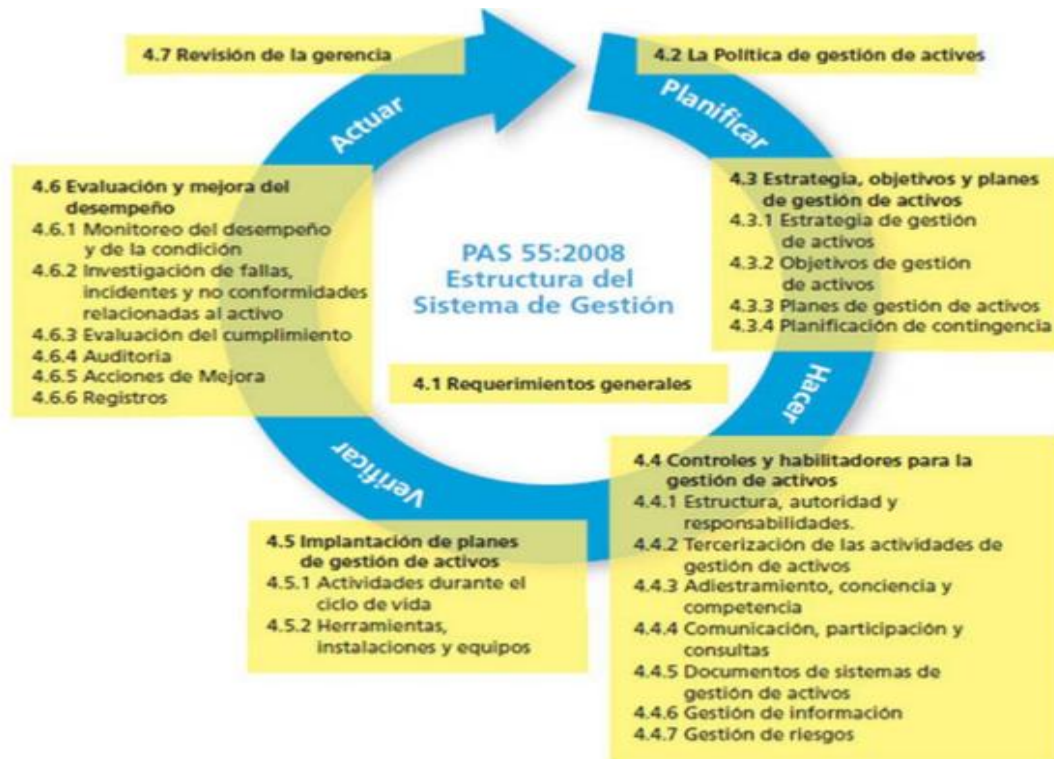 4.7 Revisión de la gerencia
4.2 La Política de gestión de actives
Actuar
Planificar
4.6 Evaluación y mejora del
desempeño
4.6.1 Monitoreo del desempeño
y de la condición
4.6.2 Investigación de fallas,
incidentes y no conformidades
relacionadas al activo
4.6.3 Evaluación del cumplimiento
4.6.4 Auditoria
4.6.5 Acciones de Mejora
4.6.6 Registros
4.3 Estrategia, objetivos y planes
de gestión de activos
4.3.1 Estrategia de gestión
de activos
4.3.2 Objetivos de gestión
de activos
4.3.3 Planes de gestión de activos
4.3.4 Planificación de contingencia
PAS 55:2008
Estructura del
Sistema de Gestión
4.1 Requerimientos generales
Hacer
Verificar
4.5 Implantación de planes
de gestión de activos
4.5.1 Actividades durante el
ciclo de vida
4.5.2 Herramientas,
instalaciones y equipos
4.4 Controles y habilitadores para la
gestión de activos
4.4.1 Estructura, autoridad y
responsabilidades.
4.4.2 Tercerización de las actividades de
gestión de activos
4.4.3 Adiestramiento, conciencia y
competencia
4.4.4 Comunicación, participación y
consultas
4.4.5 Documentos de sistemas de
gestión de activos
4.4.6 Gestión de información
4.4.7 Gestión de riesgos